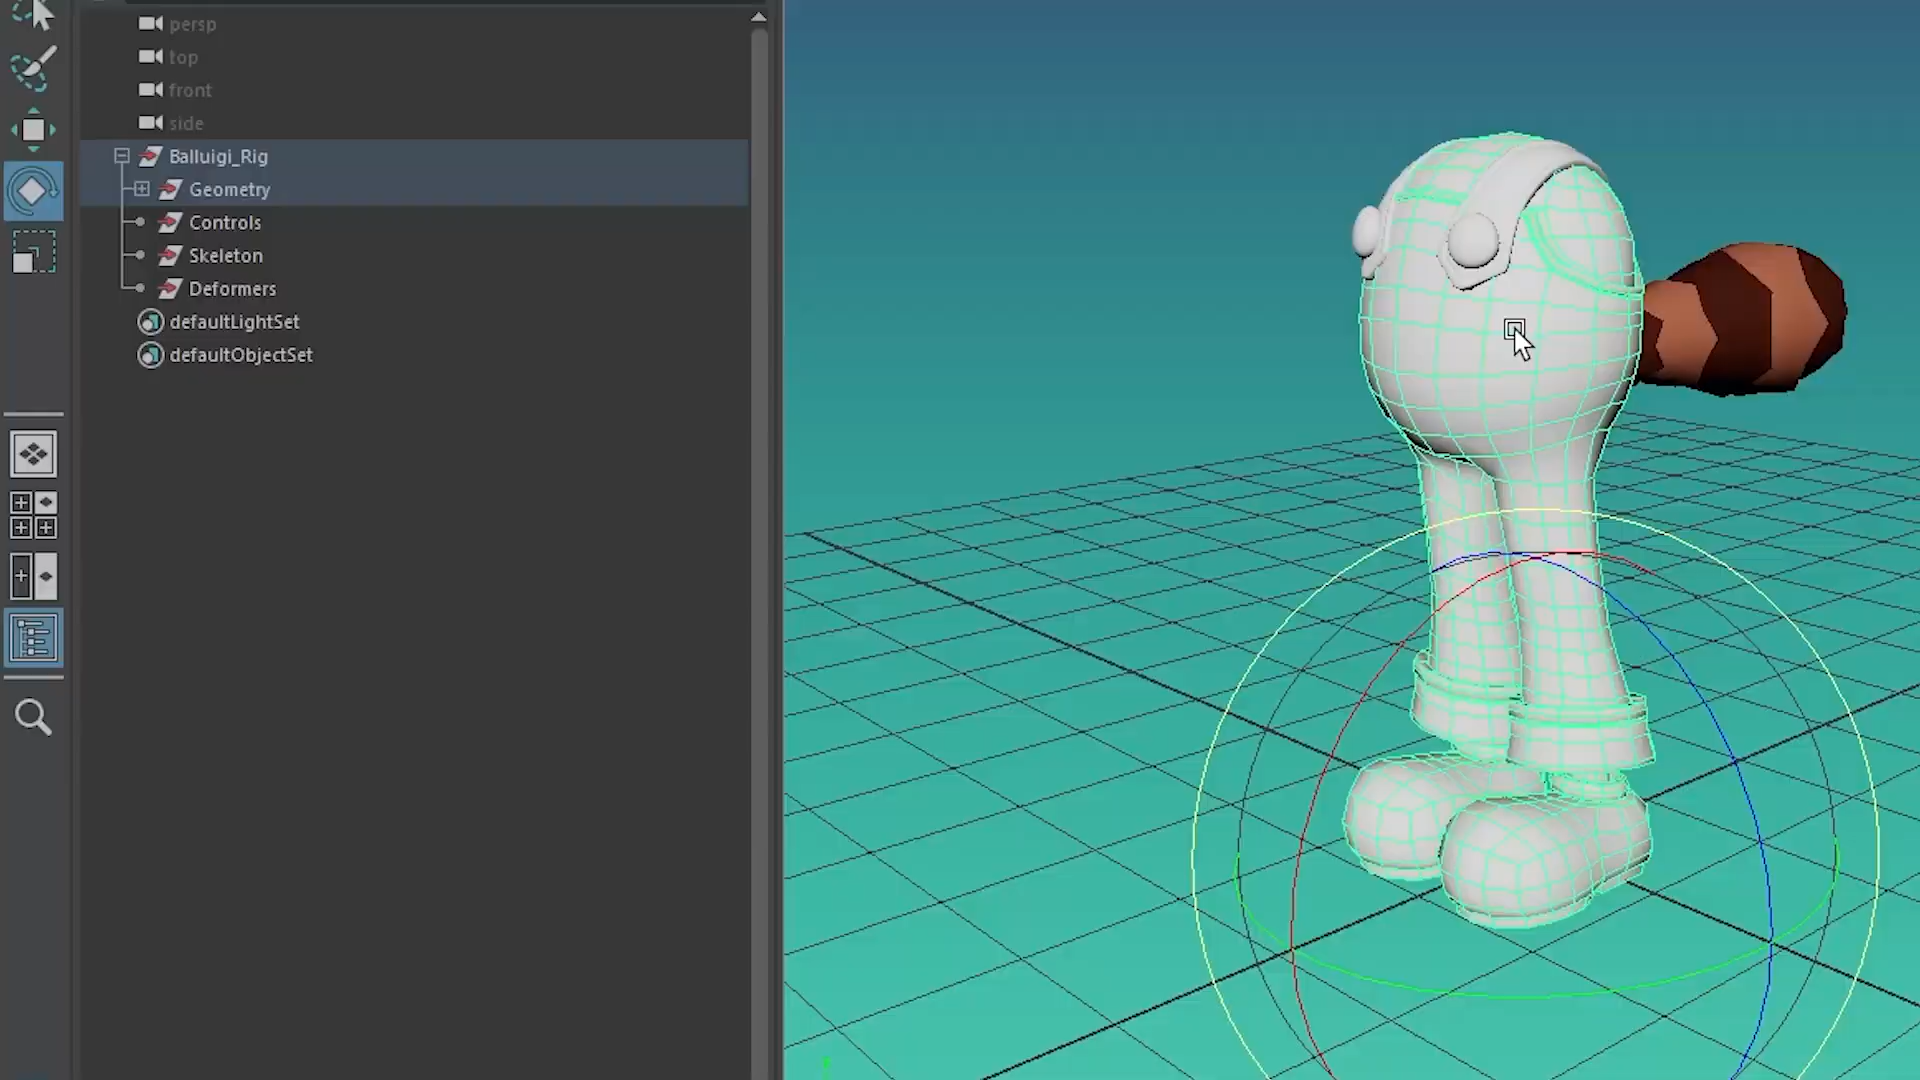 persp
top
front
side
Balluigi_Rig
Geometry
Controls
Skeleton
Deformers
defaultLightSet
defaultObjectSet